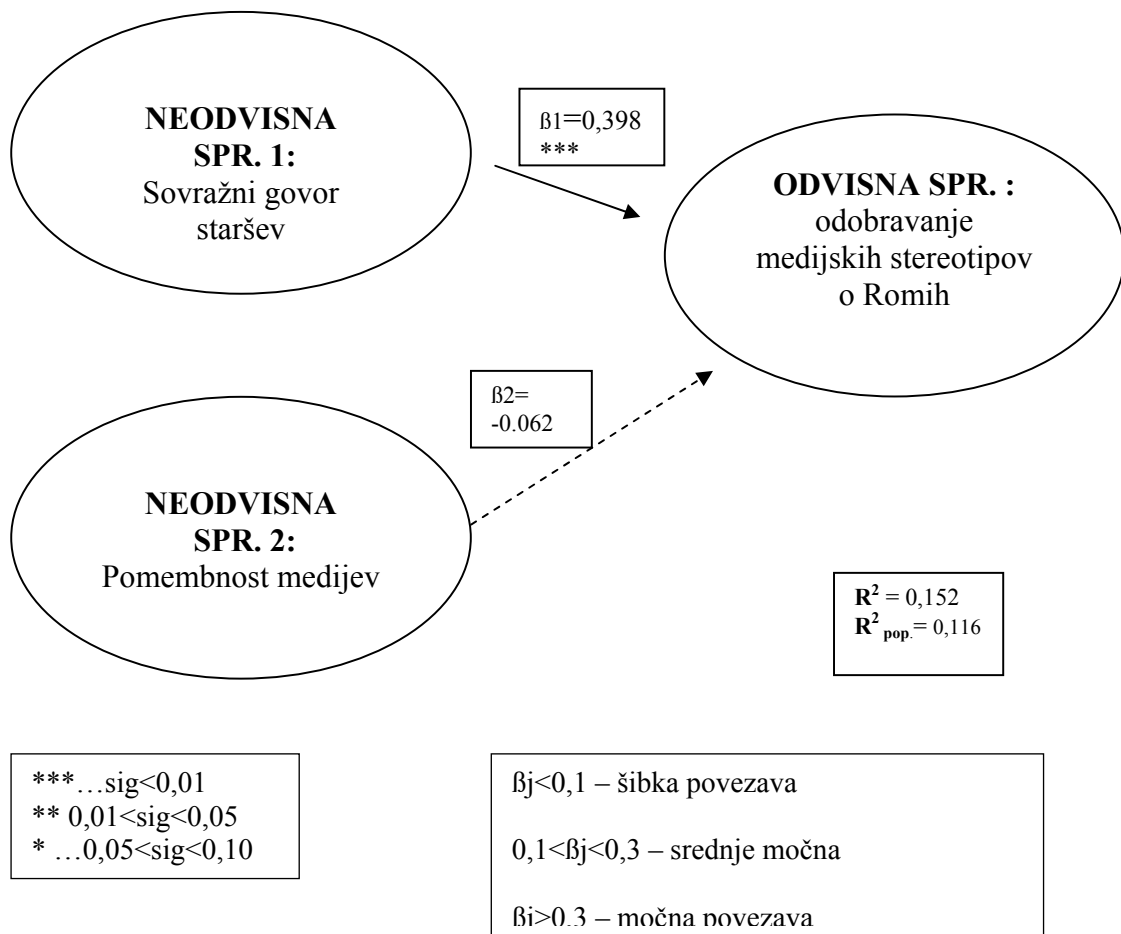 NEODVISNA
SPR. 1:
Sovražni govor
staršev
ß1=0,398
***
ODVISNA SPR. :
odobravanje
medijskih stereotipov
o Romih
ß2=
-0.062
NEODVISNA
SPR. 2:
Pomembnost medijev
R² = 0,152
R² pop.= 0,116
***…sig<0,01
** 0,01<sig<0,05
* …0,05<sig<0,10
ßj<0,1 – šibka povezava
0,1<ßj<0,3 – srednje močna
ßj>0,3 – močna povezava